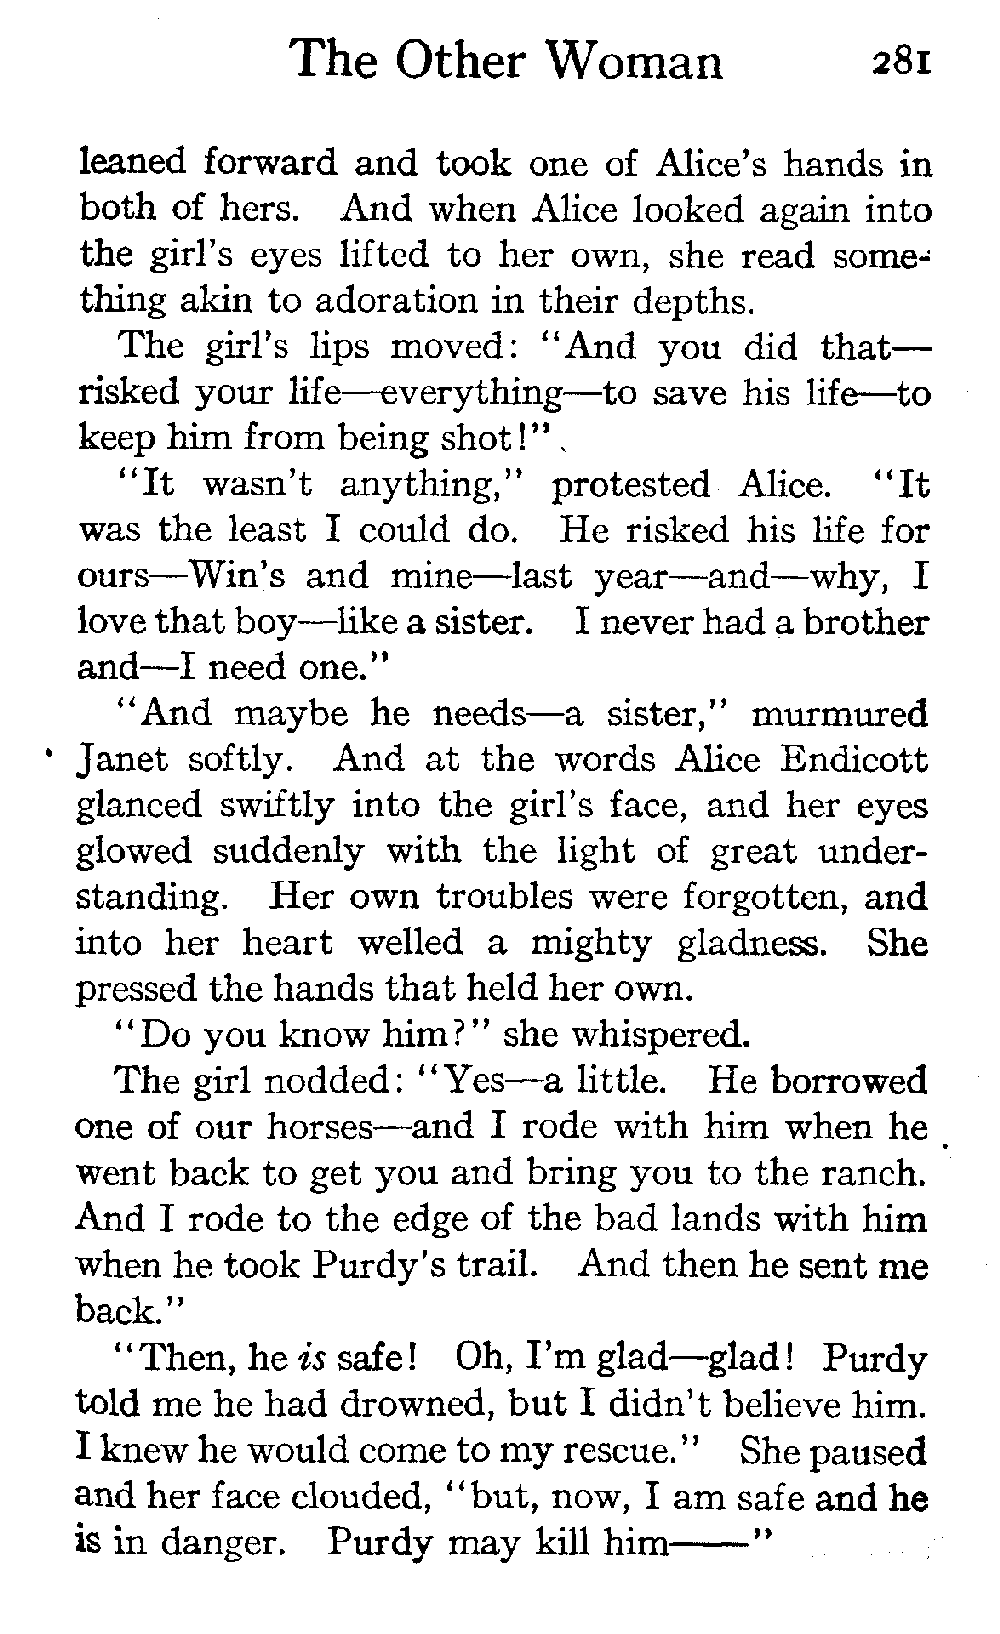 The Other Woman 281
leaned forward and took one of Alice's hands in
both of hers. And when Alice looked again into
the girl's eyes lifted to her own, she read some-
thing akin to adoration in their depths.
The girl's lips moved: "And you did that—
risked your life—everything—to save his life—to
keep him from being shot!"
"It wasn't anything," protested Alice. "It
was the least I could do. He risked his life for
ours—Win's and mine—last year—and—why, I
love that boy—like a sister. I never had a brother
and—I need one."
"And maybe he needs—a sister," murmured
Janet softly. And at the words Alice Endicott
glanced swiftly into the girl's face, and her eyes
glowed suddenly with the light of great under-
standing. Her own troubles were forgotten, and
into her heart welled a mighty gladness. She
pressed the hands that held her own.
"Do you know him?" she whispered.
The girl nodded: "Yes—a little. He borrowed
one of our horses—and I rode with him when he
went back to get you and bring you to the ranch.
And I rode to the edge of the bad lands with him
when he took Purdy's trail. And then he sent me
back."
"Then, he is safe! Oh, I'm glad—glad! Purdy
told me he had drowned, but I didn't believe him.
I knew he would come to my rescue." She paused
and her face clouded, "but, now, I am safe and he
is in danger. Purdy may kill him——"